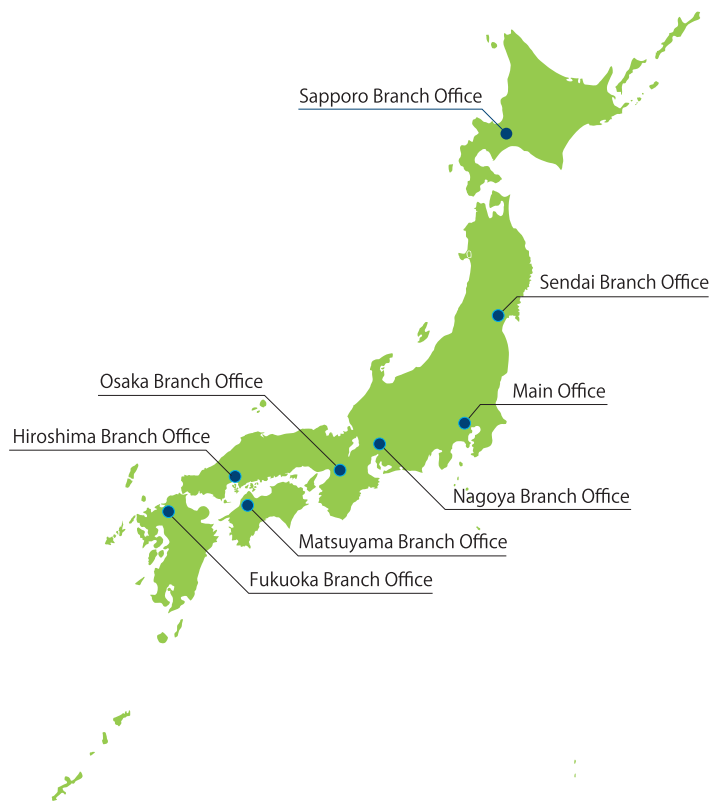 Sapporo Branch Office
Sendai Branch Office
Osaka Branch Office
Main Office
Hiroshima Branch Office
Nagoya Branch Office
Matsuyama Branch Office
Fukuoka Branch Office